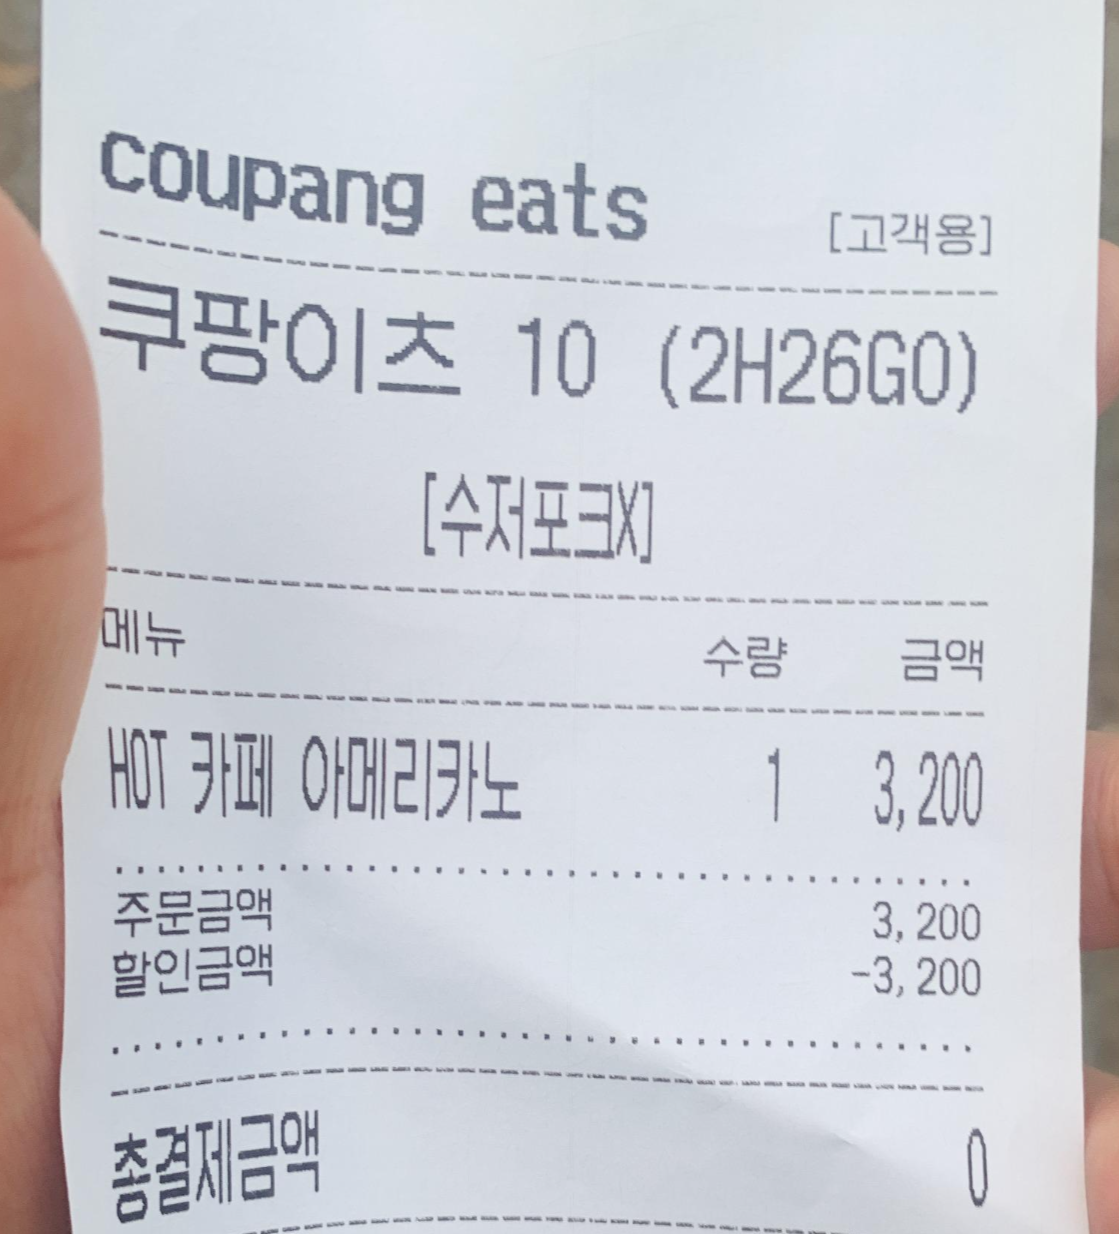 coupang eats
[고객용]
쿠팡이츠 10 (2H26G0)
[수저포크X]
메뉴 수량 금액
HOT 카페 아메리카노 1 3,200
주문금액 3,200
할인금액 -3,200
총결제금액 0